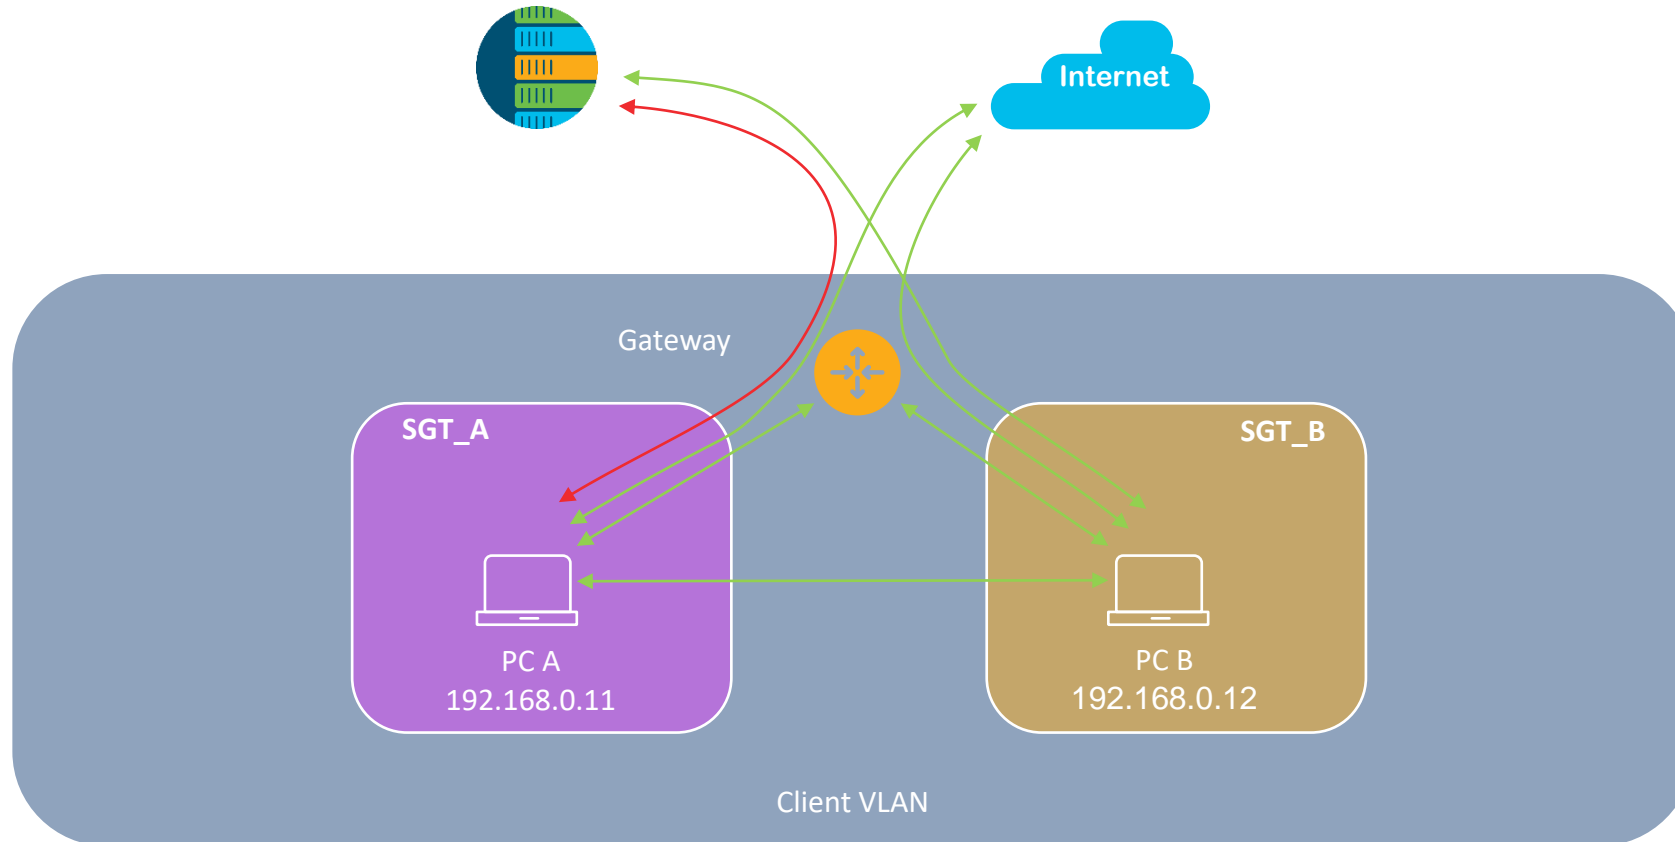 Internet
Gateway
SGT_A
SGT_B
PC A
192.168.0.11
PC B
192.168.0.12
Client VLAN